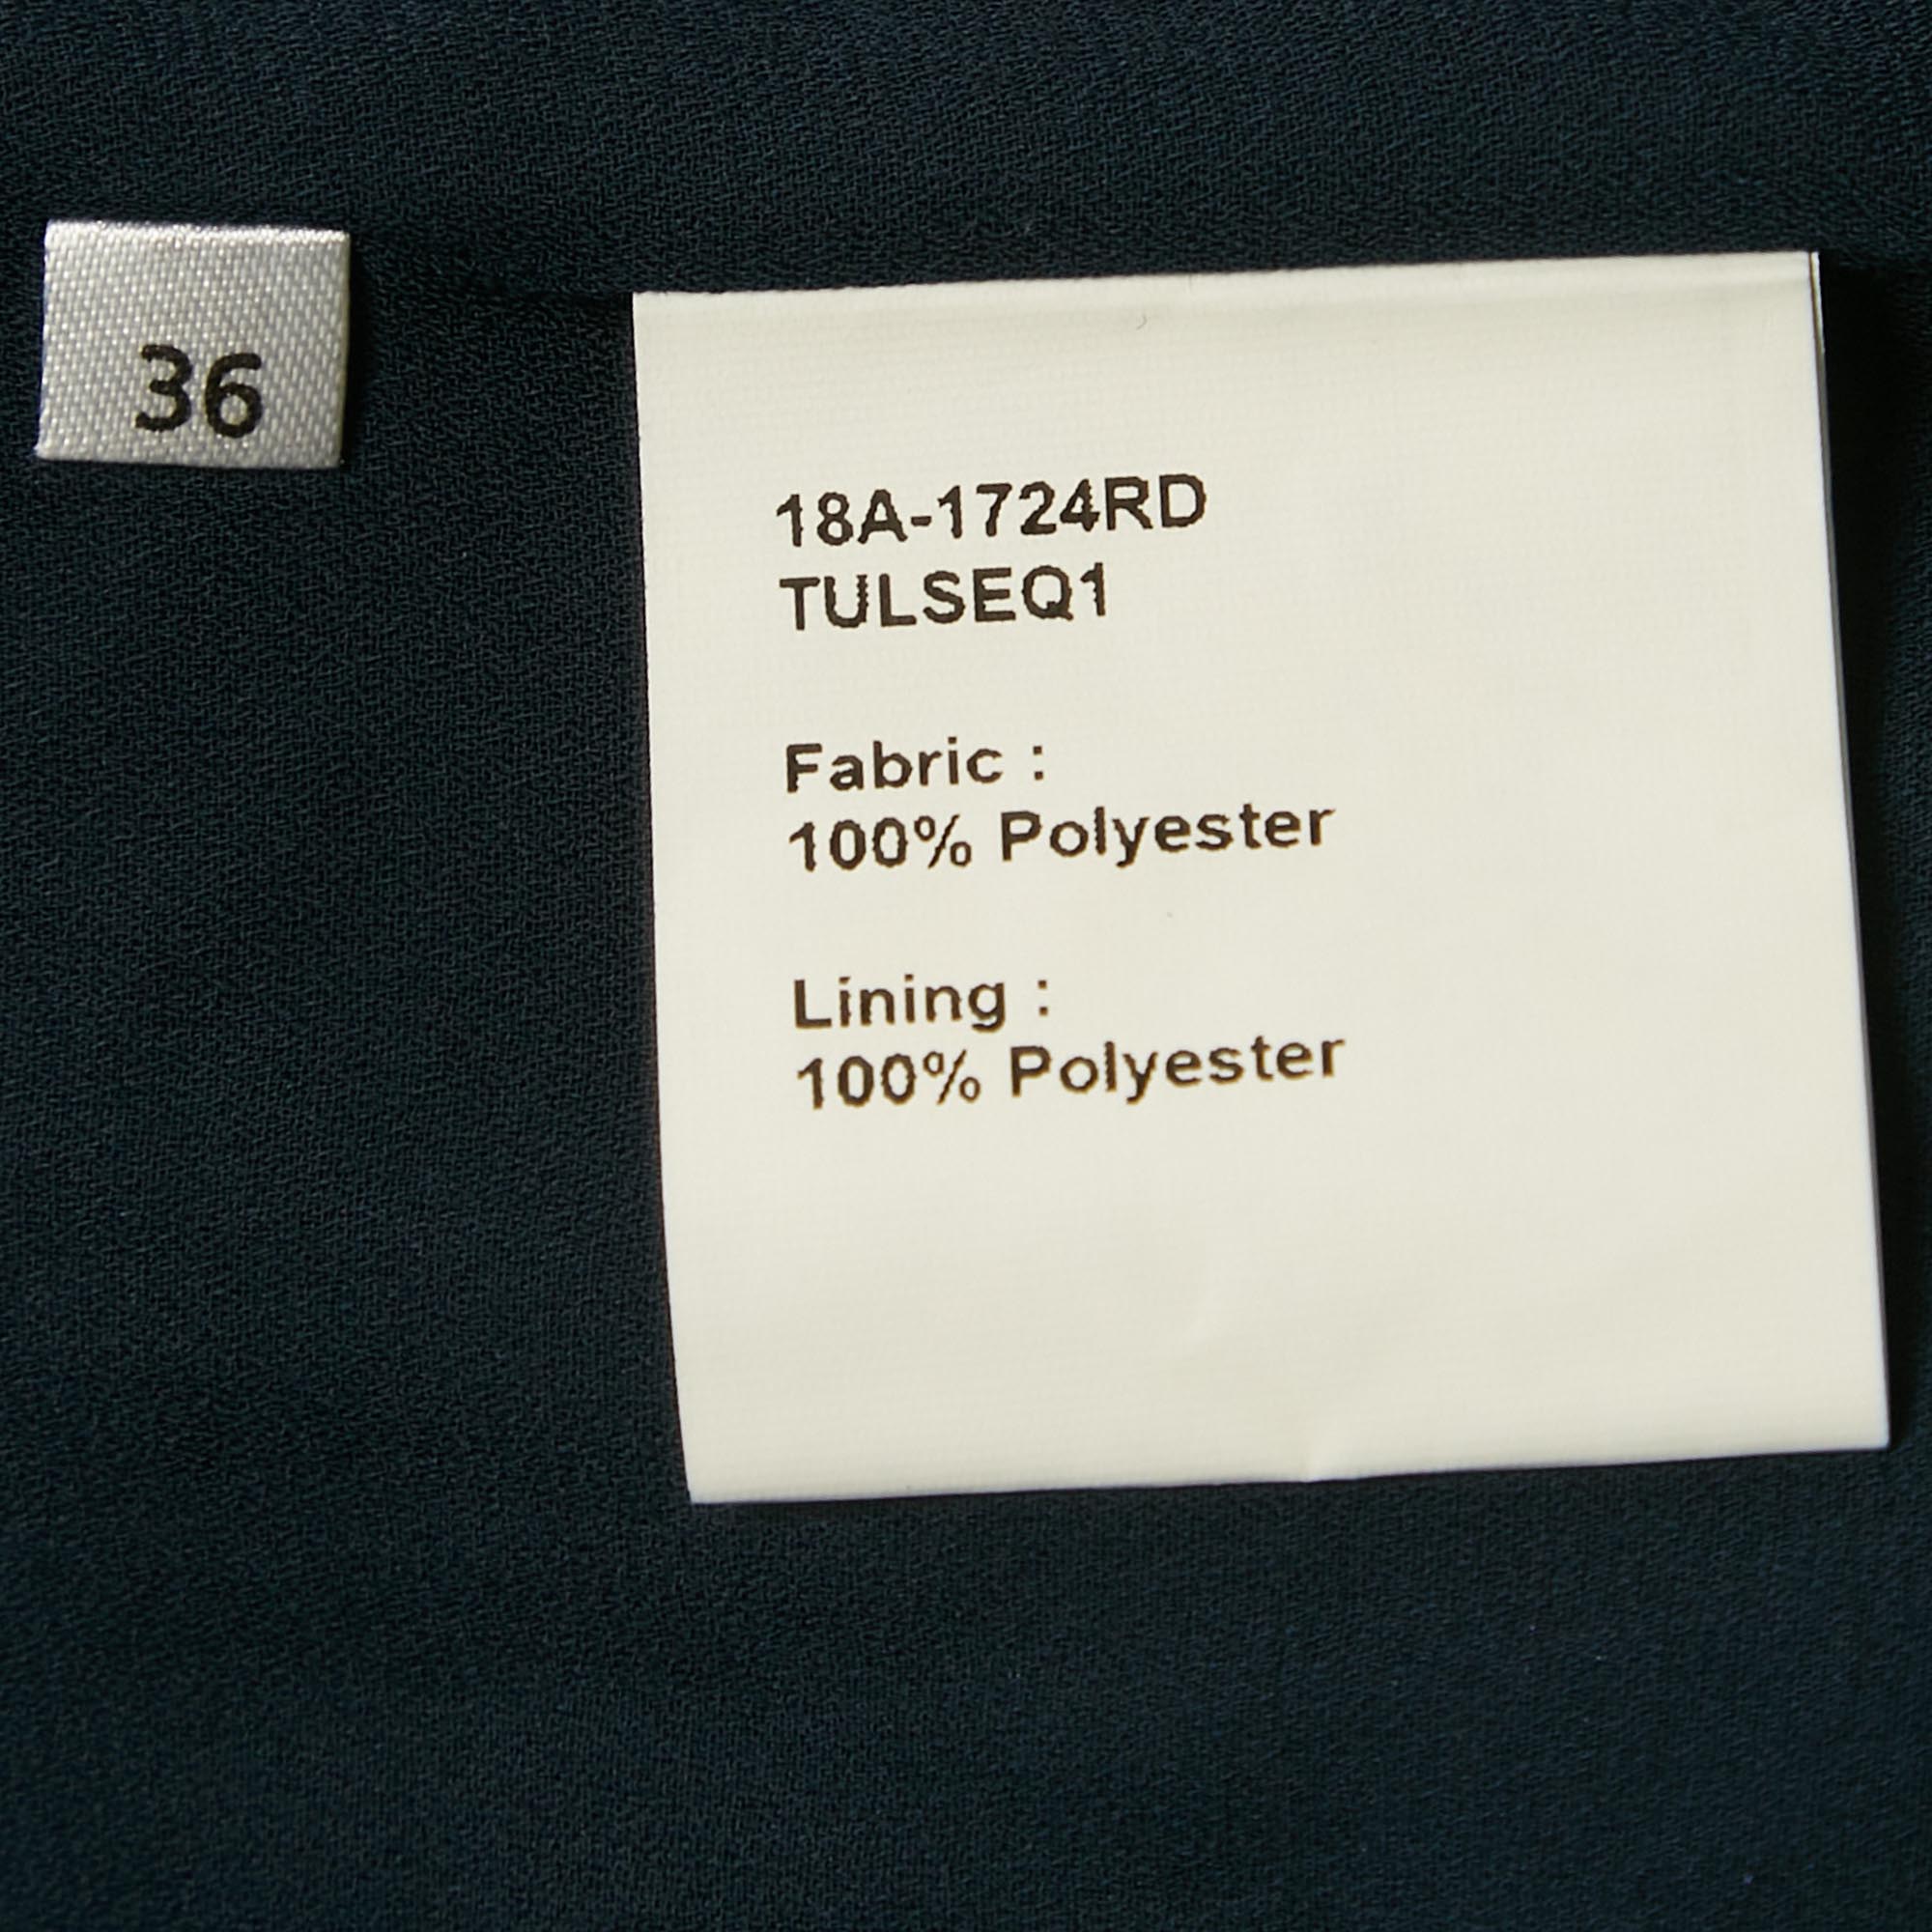 36
18A-1724RD
TULSEQ1
Fabric :
100% Polyester
Lining :
100% Polyester